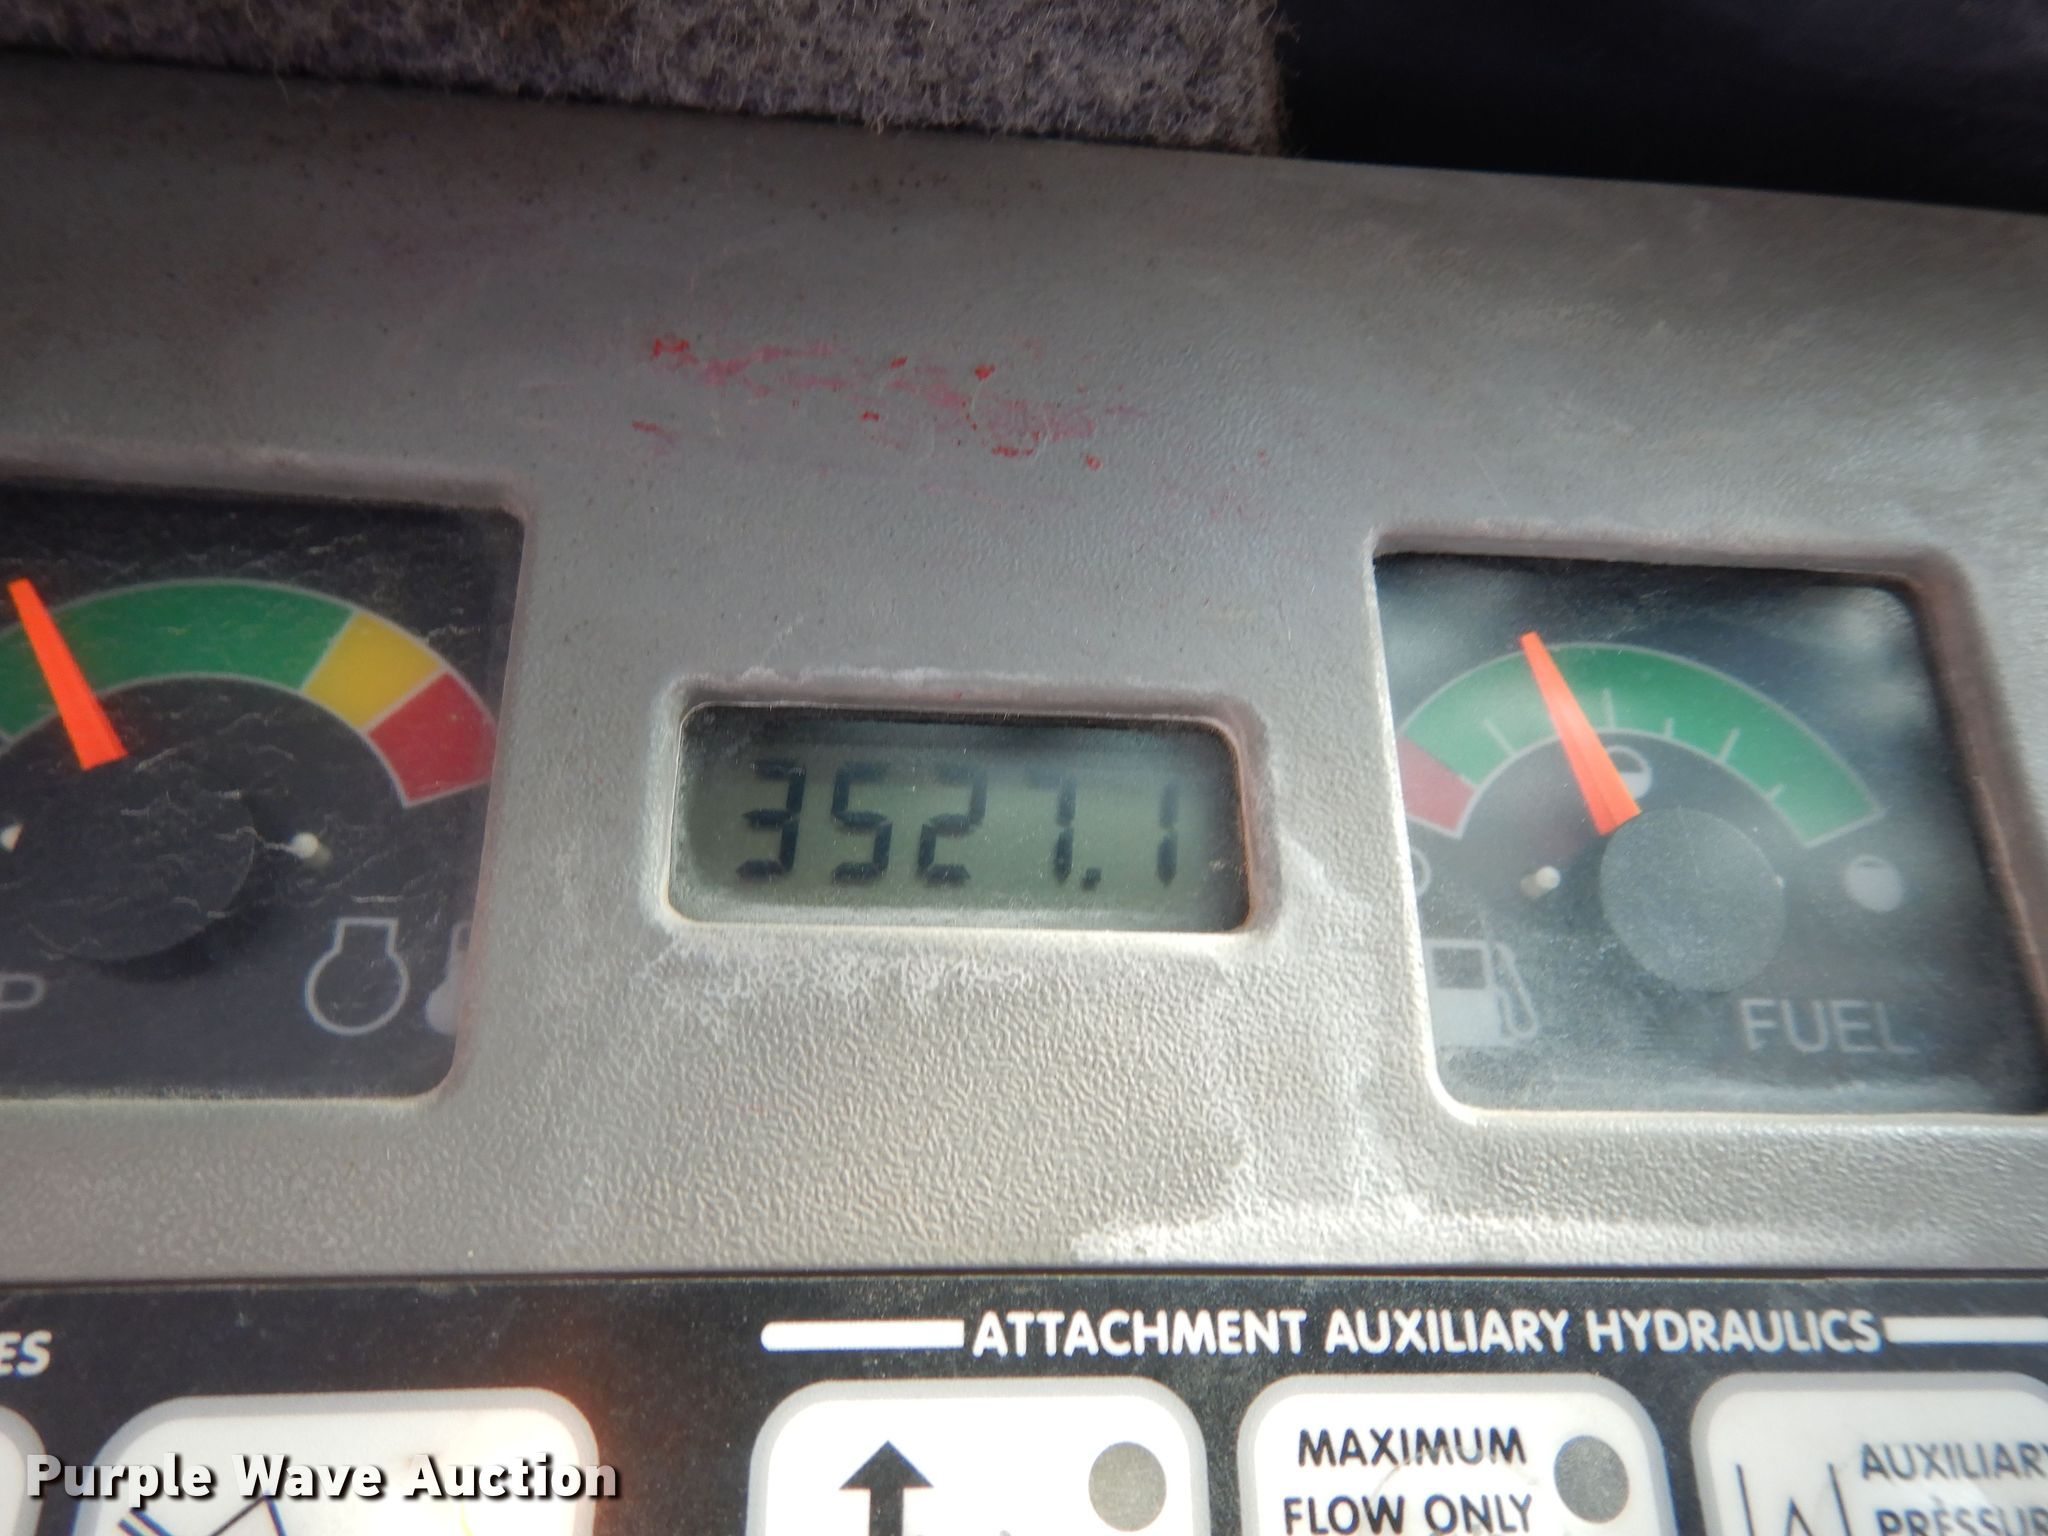 3527.1
FUEL
ATTACHMENT AUXILIARY HYDRAULICS
MAXIMUM
FLOW ONLY
AUXILIARY
Purple Wave Auction